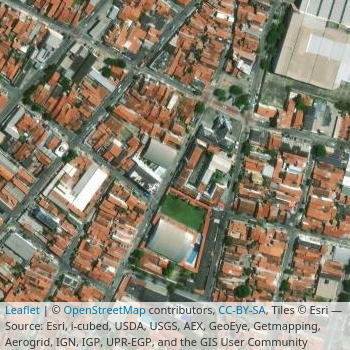 Leaflet | © OpenStreetMap contributors, CC-BY-SA, Tiles © Esri —
Source: Esri, i-cubed, USDA, USGS, AEX, GeoEye, Getmapping,
Aerogrid, IGN, IGP, UPR-EGP, and the GIS User Community